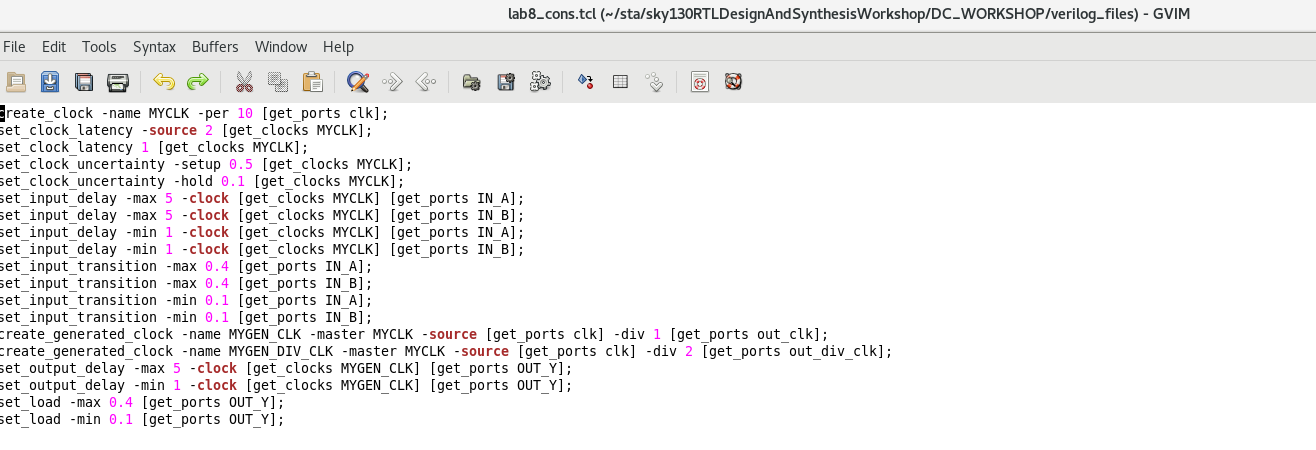 lab8_cons.tcl (~/sta/sky130RTLDesignAndSynthesisWorkshop/DC_WORKSHOP/verilog_files) - GVIM
File Edit Tools Syntax Buffers Window Help
create_clock -name MYCLK -per 10 [get_ports clk];
set_clock_latency -source 2 [get_clocks MYCLK];
set_clock_latency 1 [get_clocks MYCLK];
set_clock_uncertainty -setup 0.5 [get_clocks MYCLK];
set_clock_uncertainty -hold 0.1 [get_clocks MYCLK];
set_input_delay -max 5 -clock [get_clocks MYCLK] [get_ports IN_A];
set_input_delay -max 5 -clock [get_clocks MYCLK] [get_ports IN_B];
set_input_delay -min 1 -clock [get_clocks MYCLK] [get_ports IN_A];
set_input_delay -min 1 -clock [get_clocks MYCLK] [get_ports IN_B];
set_input_transition -max 0.4 [get_ports IN_A];
set_input_transition -max 0.4 [get_ports IN_B];
set_input_transition -min 0.1 [get_ports IN_A];
set_input_transition -min 0.1 [get_ports IN_B];
create_generated_clock -name MYGEN_CLK -master MYCLK -source [get_ports clk] -div 1 [get_ports out_clk];
create_generated_clock -name MYGEN_DIV_CLK -master MYCLK -source [get_ports clk] -div 2 [get_ports out_div_clk];
set_output_delay -max 5 -clock [get_clocks MYGEN_CLK] [get_ports OUT_Y];
set_output_delay -min 1 -clock [get_clocks MYGEN_CLK] [get_ports OUT_Y];
set_load -max 0.4 [get_ports OUT_Y];
set_load -min 0.1 [get_ports OUT_Y];